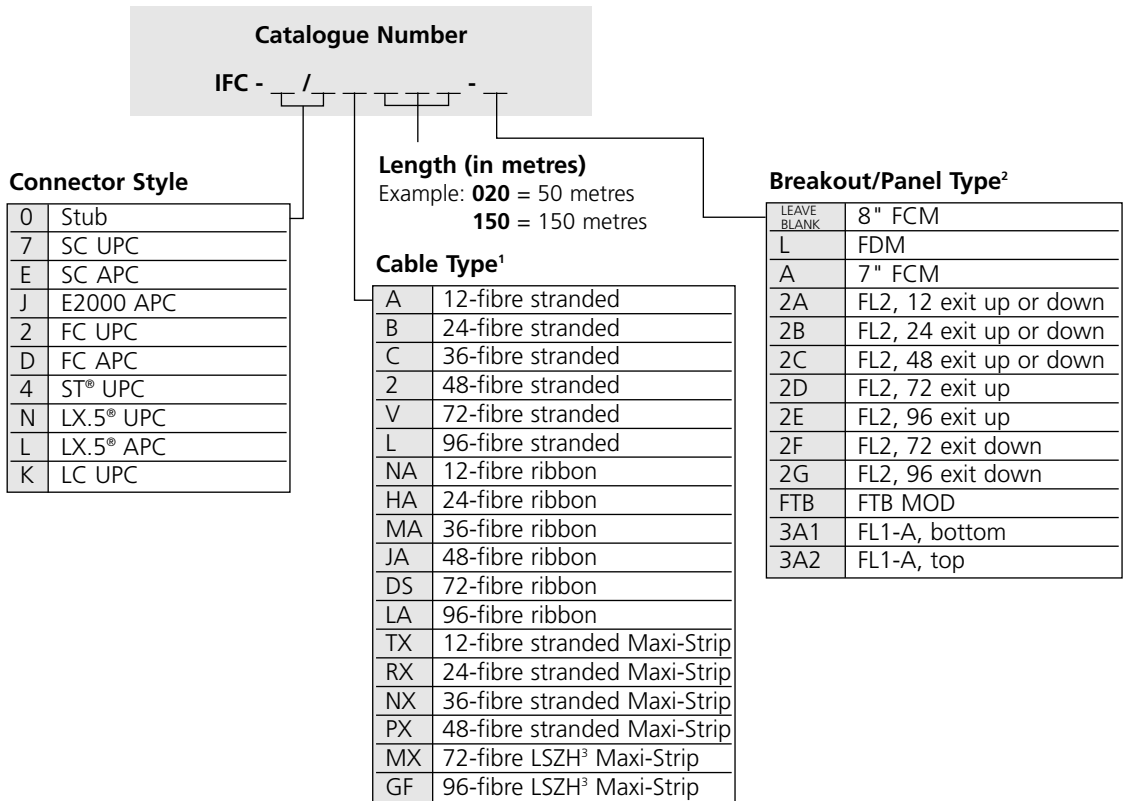 Catalogue Number
IFC - __ /__ __ __ __ __ - __
Connector Style
0 Stub
7 SC UPC
E SC APC
J E2000 APC
2 FC UPC
D FC APC
4 ST® UPC
N LX.5® UPC
L LX.5® APC
K LC UPC
Length (in metres)
Example: 020 = 50 metres
150 = 150 metres
Cable Type¹
A 12-fibre stranded
B 24-fibre stranded
C 36-fibre stranded
2 48-fibre stranded
V 72-fibre stranded
L 96-fibre stranded
NA 12-fibre ribbon
HA 24-fibre ribbon
MA 36-fibre ribbon
JA 48-fibre ribbon
DS 72-fibre ribbon
LA 96-fibre ribbon
TX 12-fibre stranded Maxi-Strip
RX 24-fibre stranded Maxi-Strip
NX 36-fibre stranded Maxi-Strip
PX 48-fibre stranded Maxi-Strip
MX 72-fibre LSZH³ Maxi-Strip
GF 96-fibre LSZH³ Maxi-Strip
Breakout/Panel Type²
LEAVE BLANK 8" FCM
L FDM
A 7" FCM
2A FL2, 12 exit up or down
2B FL2, 24 exit up or down
2C FL2, 48 exit up or down
2D FL2, 72 exit up
2E FL2, 96 exit up
2F FL2, 72 exit down
2G FL2, 96 exit down
FTB FTB MOD
3A1 FL1-A, bottom
3A2 FL1-A, top